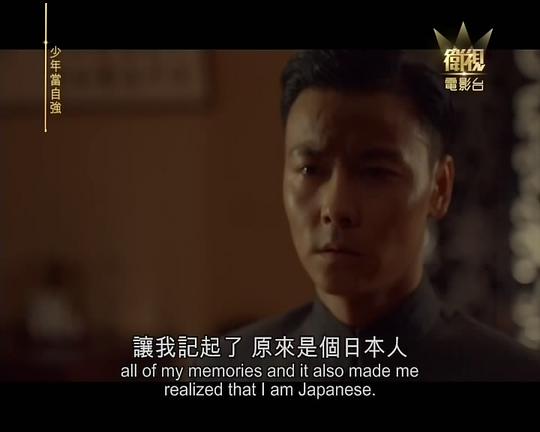 少年當自強
衛視
電影台
讓我記起了 原來是個日本人
all of my memories and it also made me
realized that I am Japanese.